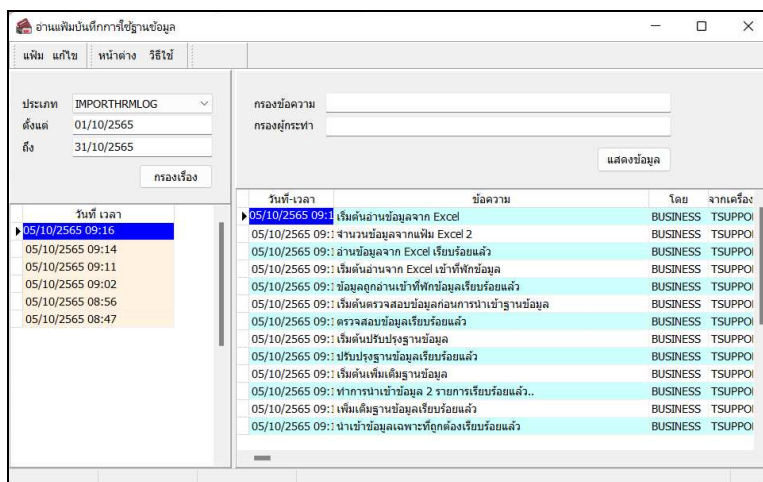 อ่านแฟ้มบันทึกการใช้ฐานข้อมูล
แฟ้ม แก้ไข หน้าต่าง วิธีใช้
ประเภท IMPORTHRMLOG
ตั้งแต่ 01/10/2565
ถึง 31/10/2565
กรองเรื่อง
วันที่ เวลา
05/10/2565 09:16
05/10/2565 09:14
05/10/2565 09:11
05/10/2565 09:02
05/10/2565 08:56
05/10/2565 08:47
กรองข้อความ
กรองผู้กระทำ
แสดงข้อมูล
วันที่-เวลา ข้อความ โดย จากเครื่อง
05/10/2565 09:1 เริ่มต้นอ่านข้อมูลจาก Excel BUSINESS TSUPPOI
05/10/2565 09:1 จำนวนข้อมูลจากแฟ้ม Excel 2 BUSINESS TSUPPOI
05/10/2565 09:1 อ่านข้อมูลจาก Excel เรียบร้อยแล้ว BUSINESS TSUPPOI
05/10/2565 09:1 เริ่มต้นอ่านจาก Excel เข้าที่พักข้อมูล BUSINESS TSUPPOI
05/10/2565 09:1 ข้อมูลถูกอ่านเข้าที่พักข้อมูลเรียบร้อยแล้ว BUSINESS TSUPPOI
05/10/2565 09:1 เริ่มต้นตรวจสอบข้อมูลก่อนการนำเข้าฐานข้อมูล BUSINESS TSUPPOI
05/10/2565 09:1 ตรวจสอบข้อมูลเรียบร้อยแล้ว BUSINESS TSUPPOI
05/10/2565 09:1 เริ่มต้นปรับปรุงฐานข้อมูล BUSINESS TSUPPOI
05/10/2565 09:1 ปรับปรุงฐานข้อมูลเรียบร้อยแล้ว BUSINESS TSUPPOI
05/10/2565 09:1 เริ่มต้นเพิ่มเติมฐานข้อมูล BUSINESS TSUPPOI
05/10/2565 09:1 ทำการนำเข้าข้อมูล 2 รายการเรียบร้อยแล้ว.. BUSINESS TSUPPOI
05/10/2565 09:1 เพิ่มเติมฐานข้อมูลเรียบร้อยแล้ว BUSINESS TSUPPOI
05/10/2565 09:1 นำเข้าข้อมูลเฉพาะที่ถูกต้องเรียบร้อยแล้ว BUSINESS TSUPPOI